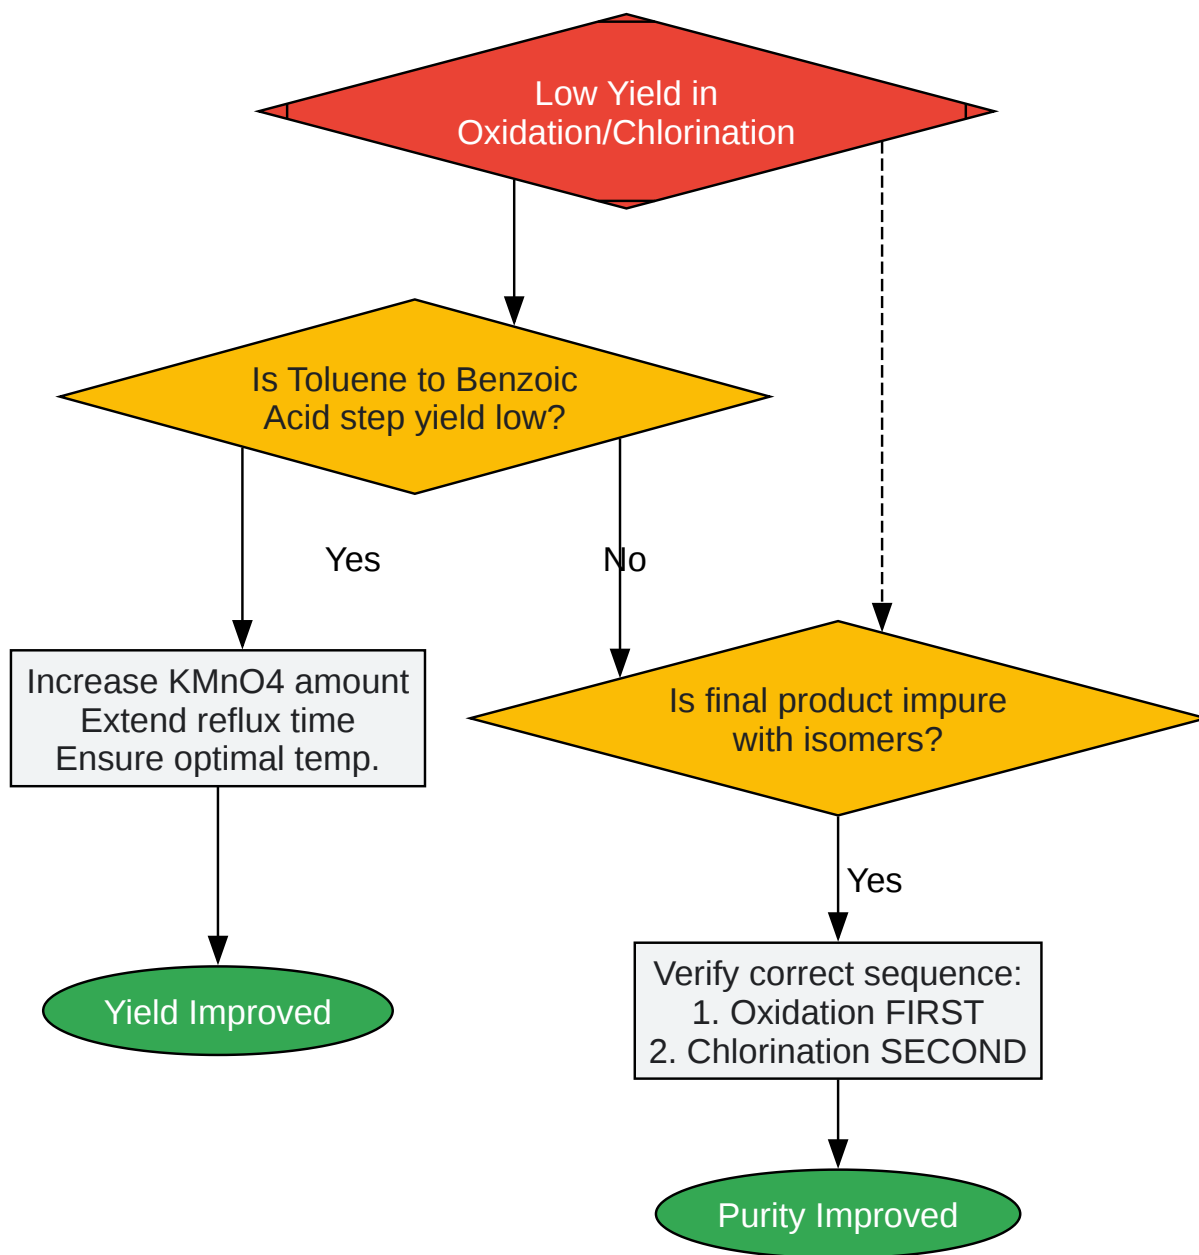 Low Yield in
Oxidation/Chlorination
Is Toluene to Benzoic
Acid step yield low?
Yes
No
Increase KMnO4 amount
Extend reflux time
Ensure optimal temp.
Is final product impure
with isomers?
Yes
Verify correct sequence:
1. Oxidation FIRST
2. Chlorination SECOND
Yield Improved
Purity Improved